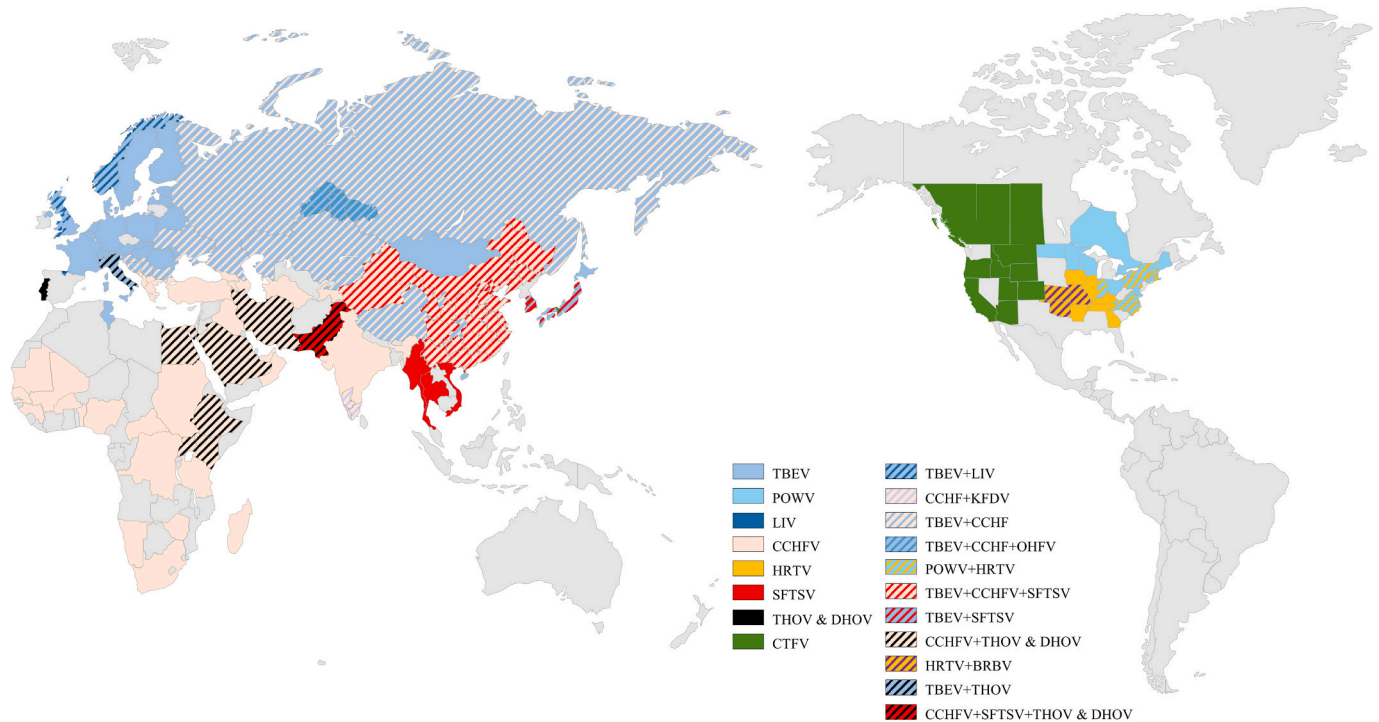 TBEV
POWV
LIV
CCHFV
HRTV
SFTSV
THOV & DHOV
CTFV
TBEV+LIV
CCHF+KFDV
TBEV+CCHF
TBEV+CCHF+OHFV
POWV+HRTV
TBEV+CCHFV+SFTSV
TBEV+SFTSV
CCHFV+THOV & DHOV
HRTV+BRBV
TBEV+THOV
CCHFV+SFTSV+THOV & DHOV